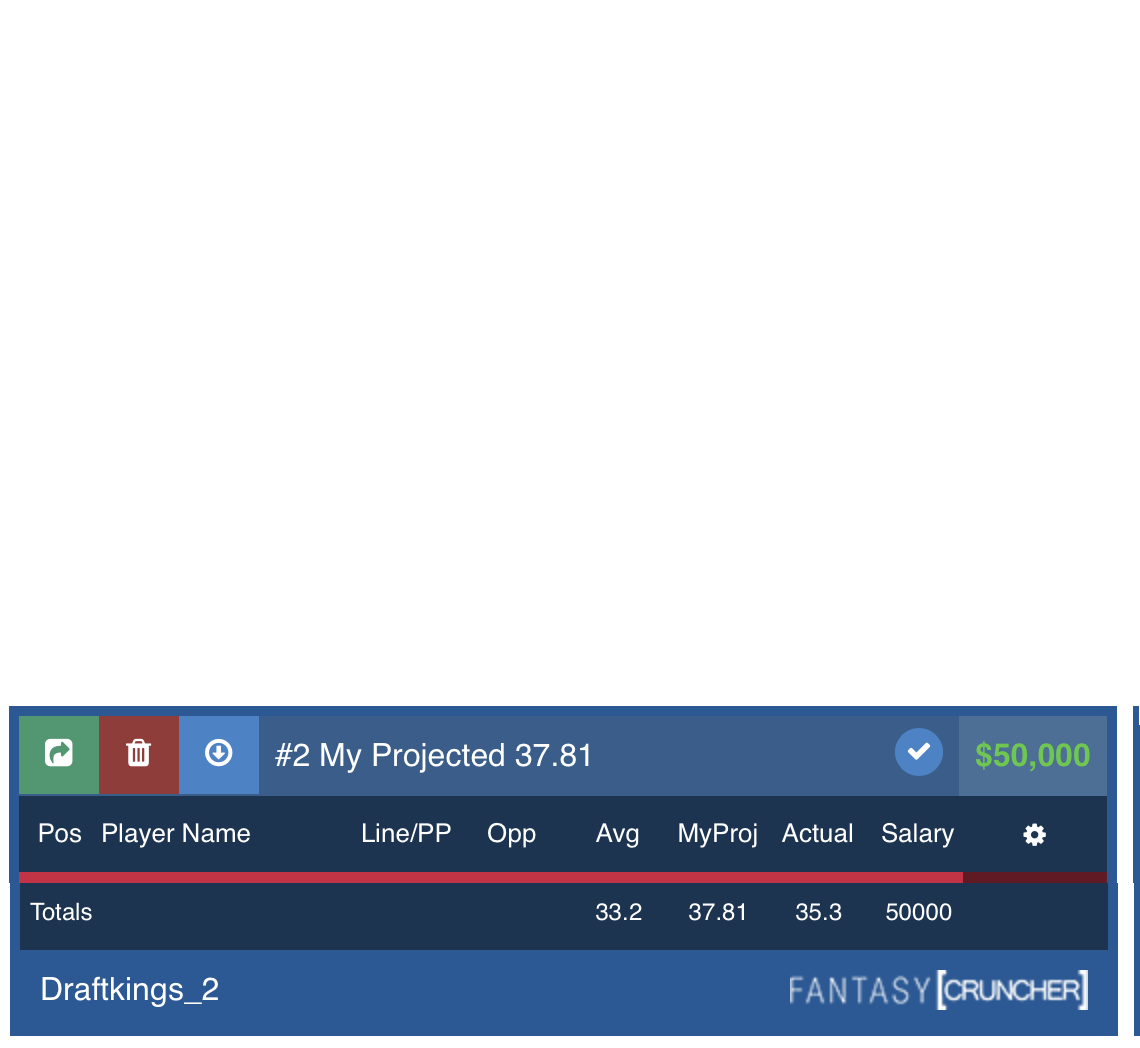 #2 My Projected 37.81 $50,000
Pos Player Name Line/PP Opp Avg MyProj Actual Salary
Totals 33.2 37.81 35.3 50000
Draftkings_2 FANTASY[CRUNCHER]